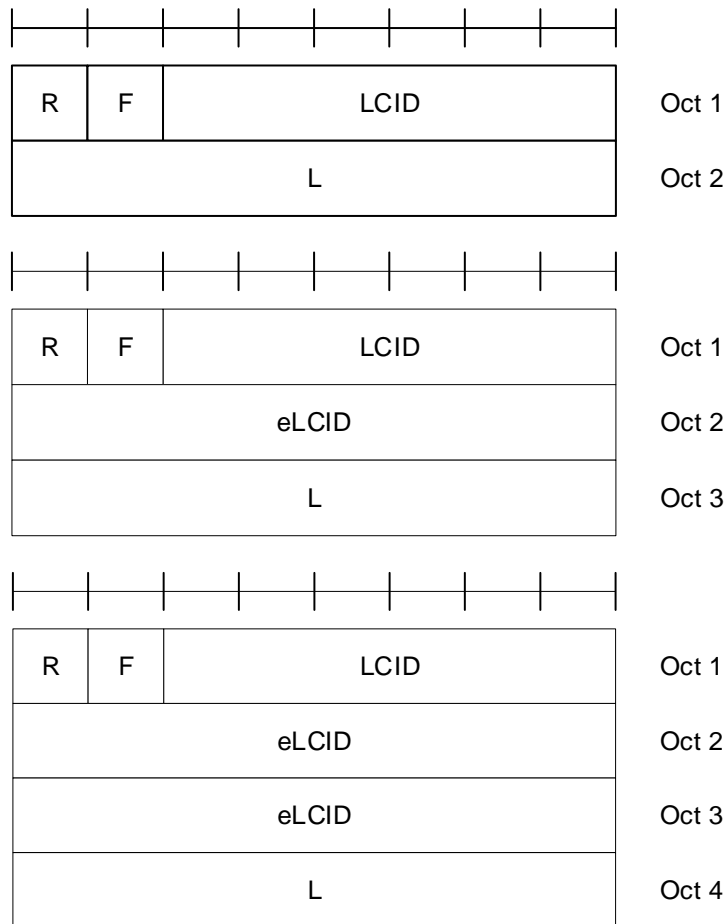 R F LCID Oct 1
L Oct 2
R F LCID Oct 1
eLCID Oct 2
L Oct 3
R F LCID Oct 1
eLCID Oct 2
eLCID Oct 3
L Oct 4